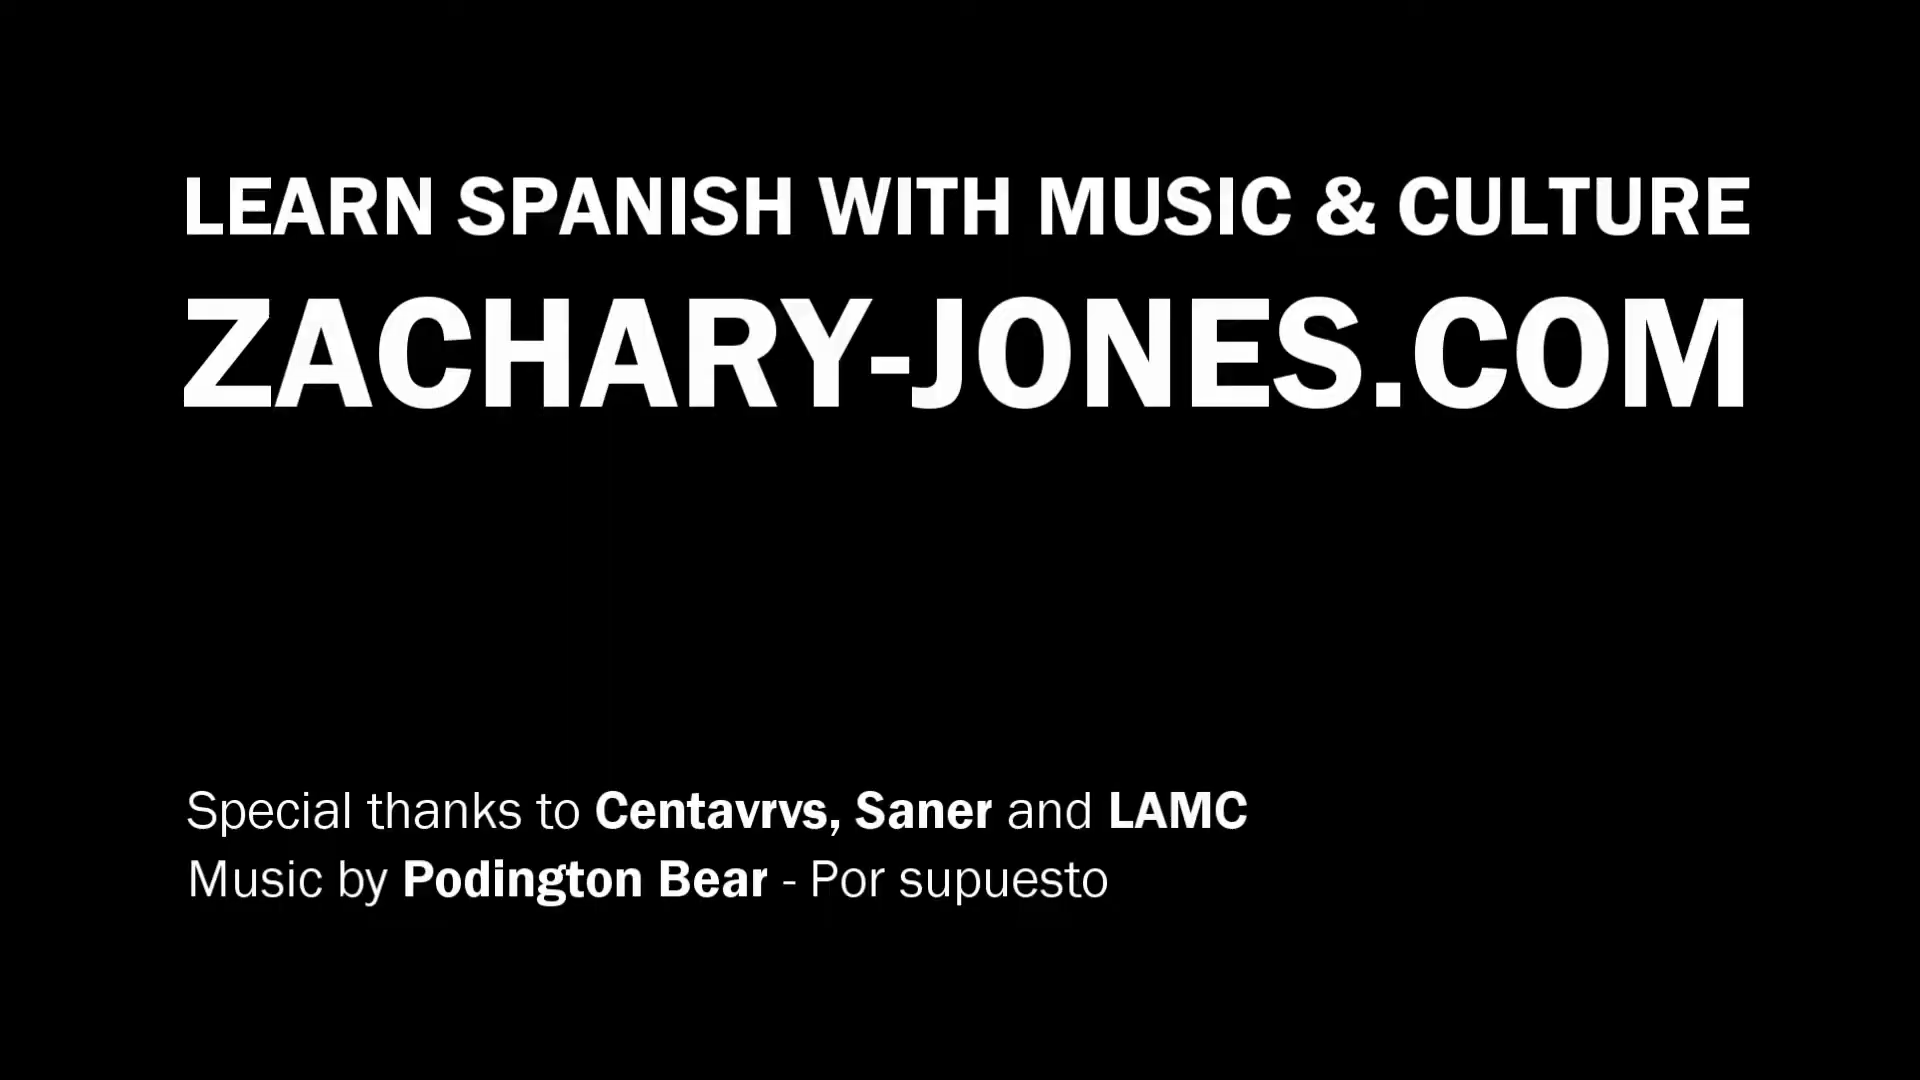 LEARN SPANISH WITH MUSIC & CULTURE
ZACHARY-JONES.COM
Special thanks to Centavrvs, Saner and LAMC
Music by Podington Bear - Por supuesto